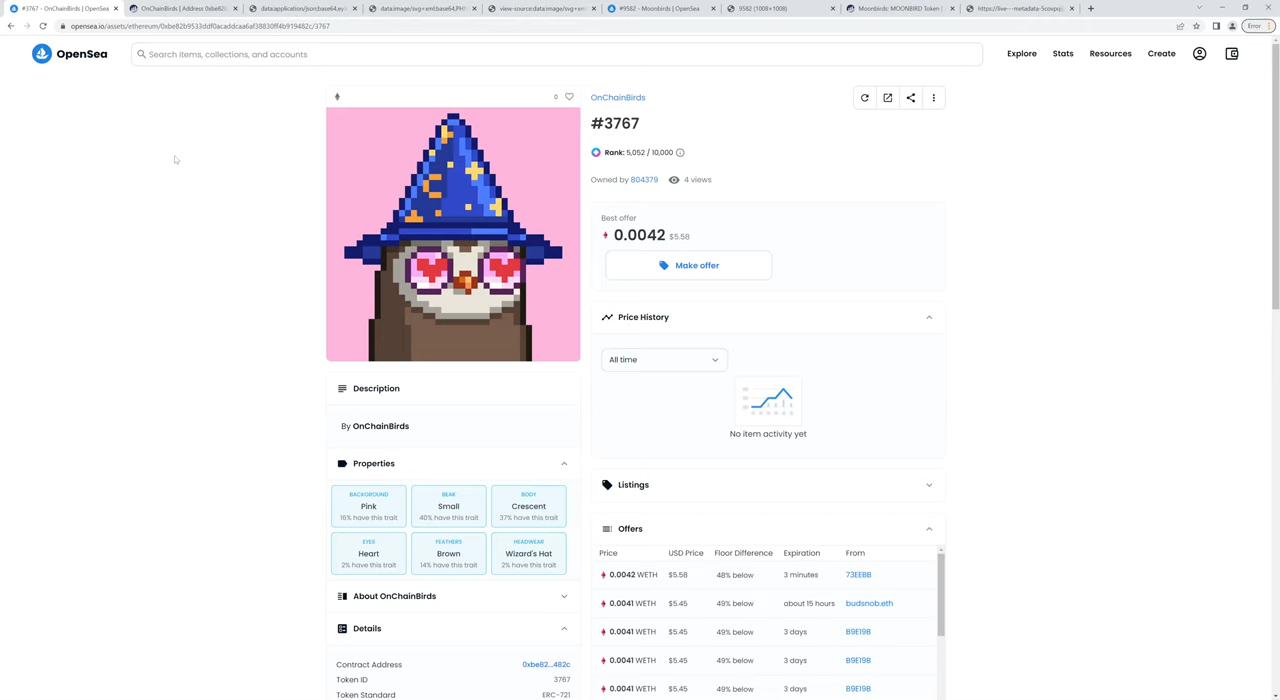 #3767 - OnChainBirds | OpenSea
OnChainBirds | Address 0xbe82
data:application/json;base64,ey
data:image/svg+xml;base64,PHN
view-source:data:image/svg+xml
#9582 - Moonbirds | OpenSea
9582 (1008×1008)
Moonbirds: MOONBIRD Token |
opensea.io/assets/ethereum/0xbe82b9533ddf0acaddcaa6af38830ff4b919482c/3767
Error
OpenSea
Search items, collections, and accounts
Explore
Stats
Resources
Create
0
OnChainBirds
#3767
Rank: 5,052 / 10,000
Owned by 804379
4 views
Best offer
0.0042 $5.58
Make offer
Price History
All time
No item activity yet
Listings
Offers
Price USD Price Floor Difference Expiration From
0.0042 WETH $5.58 48% below 3 minutes 73EEBB
0.0041 WETH $5.45 49% below about 15 hours budsnob.eth
0.0041 WETH $5.45 49% below 3 days B9E19B
0.0041 WETH $5.45 49% below 3 days B9E19B
0.0041 WETH $5.45 49% below 3 days B9E19B
Description
By OnChainBirds
Properties
BACKGROUND
Pink
16% have this trait
BEAK
Small
40% have this trait
BODY
Crescent
37% have this trait
EYES
Heart
2% have this trait
FEATHERS
Brown
14% have this trait
HEADWEAR
Wizard's Hat
2% have this trait
About OnChainBirds
Details
Contract Address 0xbe82...482c
Token ID 3767
Token Standard ERC-721